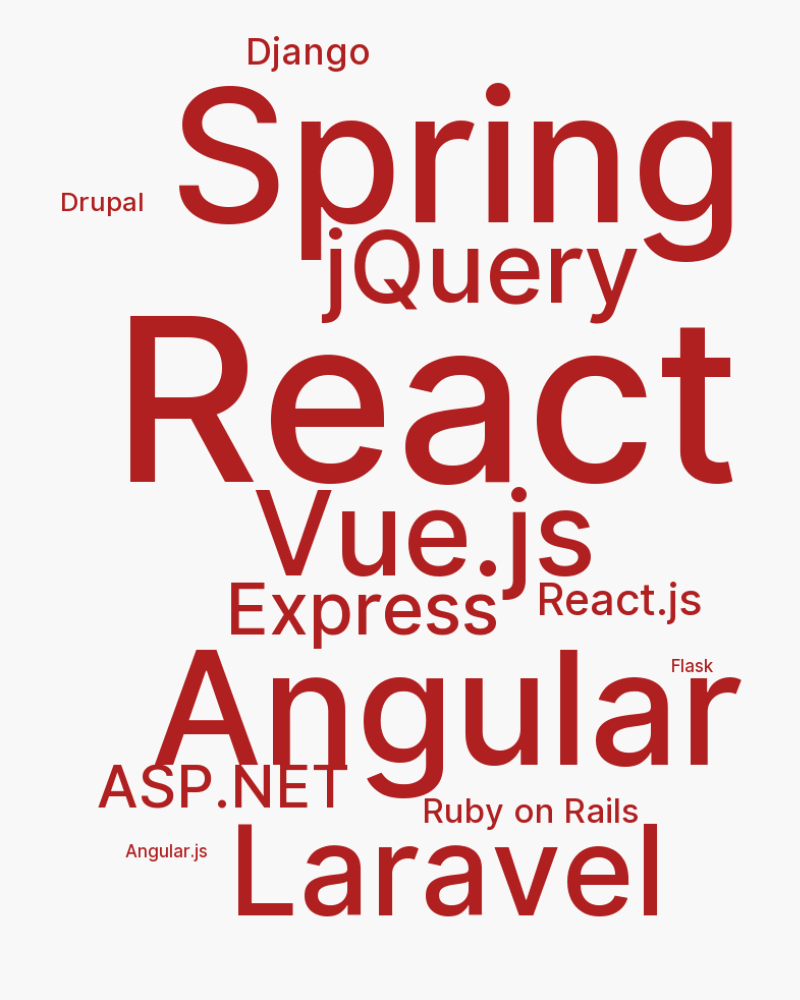 Django
Spring
Drupal
jQuery
React
Vue.js
Express
React.js
Flask
Angular
ASP.NET
Ruby on Rails
Angular.js
Laravel